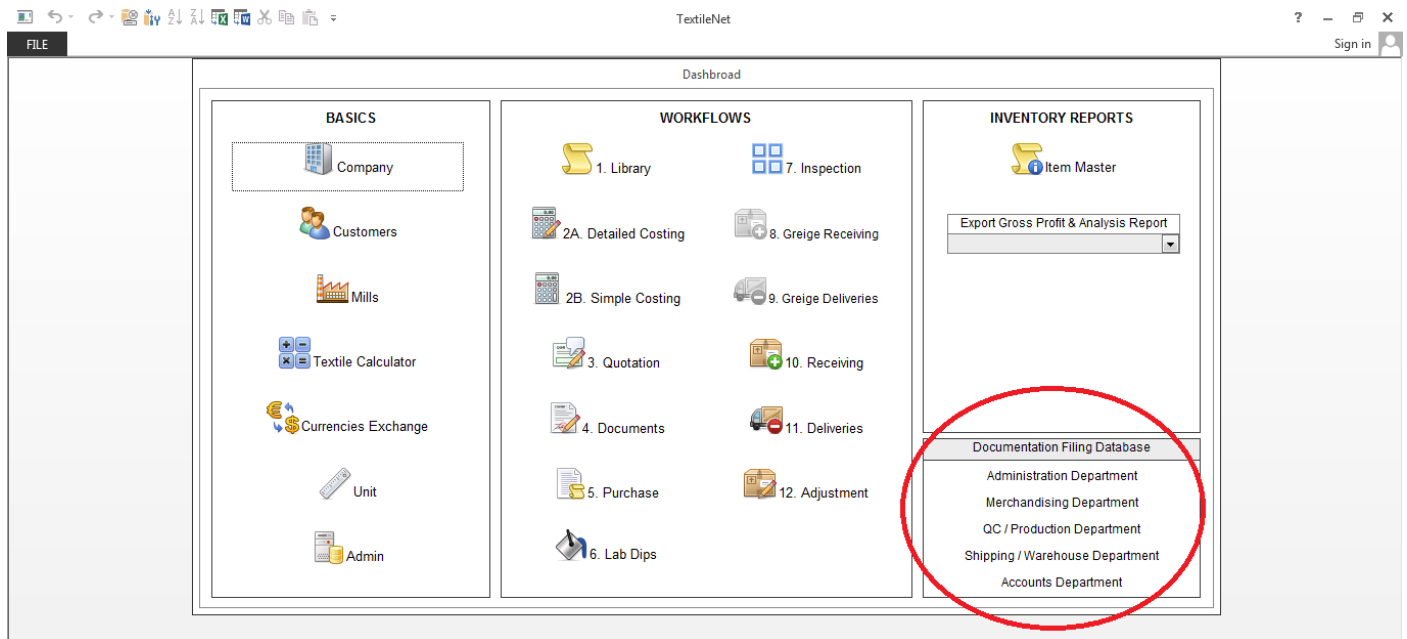 TextileNet
?
FILE
Sign in
Dashbroad
BASICS
Company
Customers
Mills
Textile Calculator
Currencies Exchange
Unit
Admin
WORKFLOWS
1. Library
2A. Detailed Costing
2B. Simple Costing
3. Quotation
4. Documents
5. Purchase
6. Lab Dips
7. Inspection
8. Greige Receiving
9. Greige Deliveries
10. Receiving
11. Deliveries
12. Adjustment
INVENTORY REPORTS
Item Master
Export Gross Profit & Analysis Report
Documentation Filing Database
Administration Department
Merchandising Department
QC / Production Department
Shipping / Warehouse Department
Accounts Department